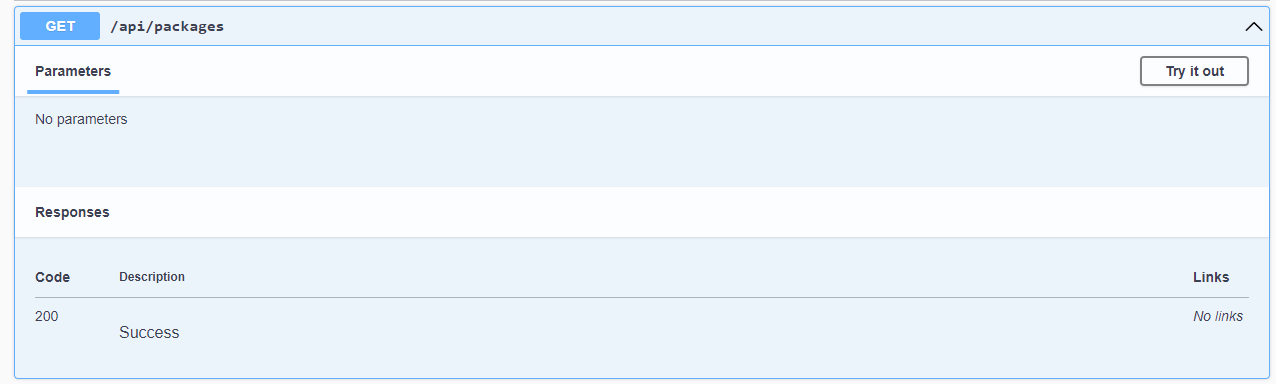 GET /api/packages
Parameters Try it out
No parameters
Responses
Code Description Links
200 No links
Success